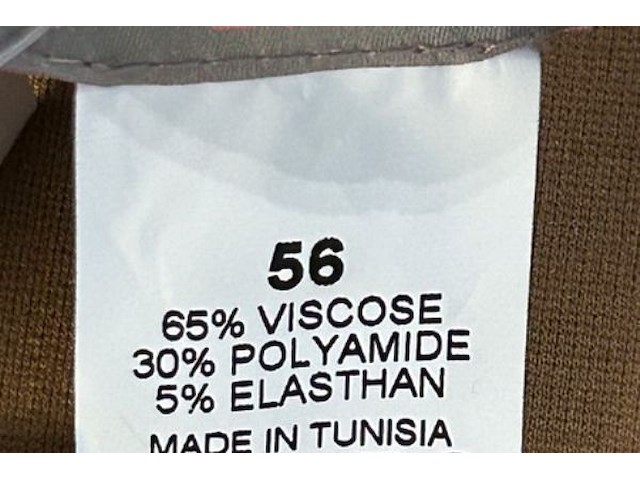 56
65% VISCOSE
30% POLYAMIDE
5% ELASTHAN
MADE IN TUNISIA